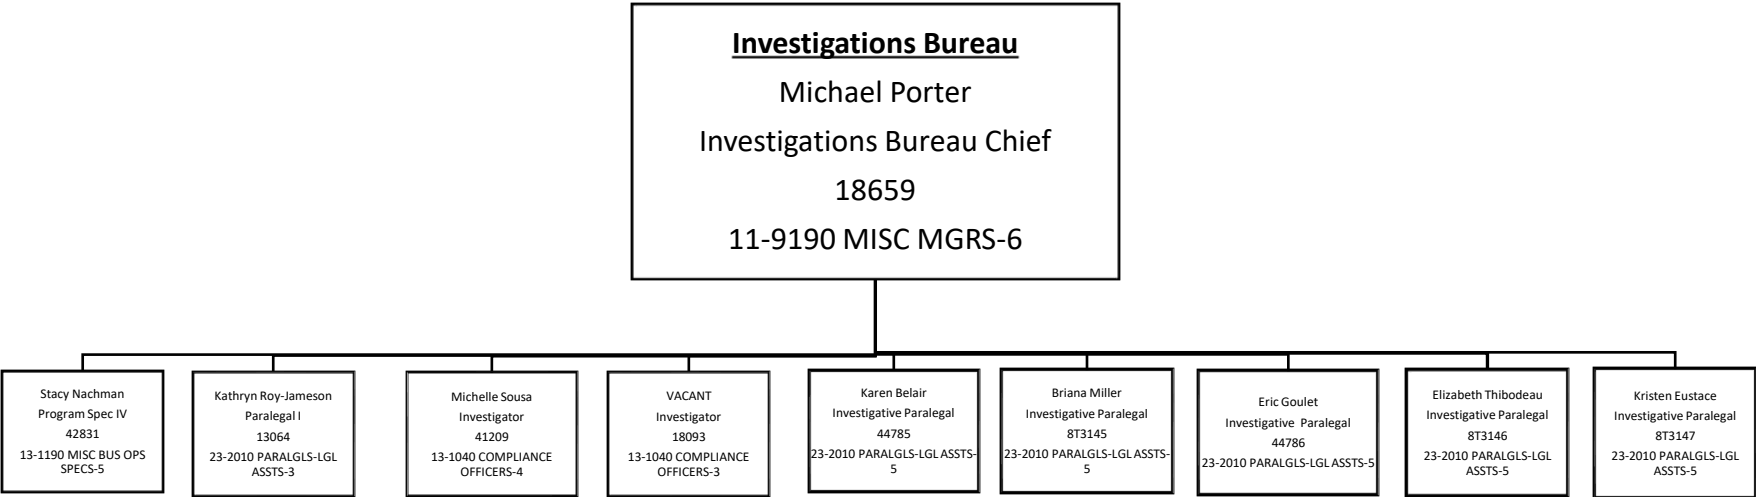 Investigations Bureau
Michael Porter
Investigations Bureau Chief
18659
11-9190 MISC MGRS-6
Stacy Nachman
Program Spec IV
42831
13-1190 MISC BUS OPS
SPECS-5
Kathryn Roy-Jameson
Paralegal I
13064
23-2010 PARALGLS-LGL
ASSTS-3
Michelle Sousa
Investigator
41209
13-1040 COMPLIANCE
OFFICERS-4
VACANT
Investigator
18093
13-1040 COMPLIANCE
OFFICERS-3
Karen Belair
Investigative Paralegal
44785
23-2010 PARALGLS-LGL ASSTS-
5
Briana Miller
Investigative Paralegal
8T3145
23-2010 PARALGLS-LGL ASSTS-
5
Eric Goulet
Investigative Paralegal
44786
23-2010 PARALGLS-LGL ASSTS-5
Elizabeth Thibodeau
Investigative Paralegal
8T3146
23-2010 PARALGLS-LGL
ASSTS-5
Kristen Eustace
Investigative Paralegal
8T3147
23-2010 PARALGLS-LGL
ASSTS-5